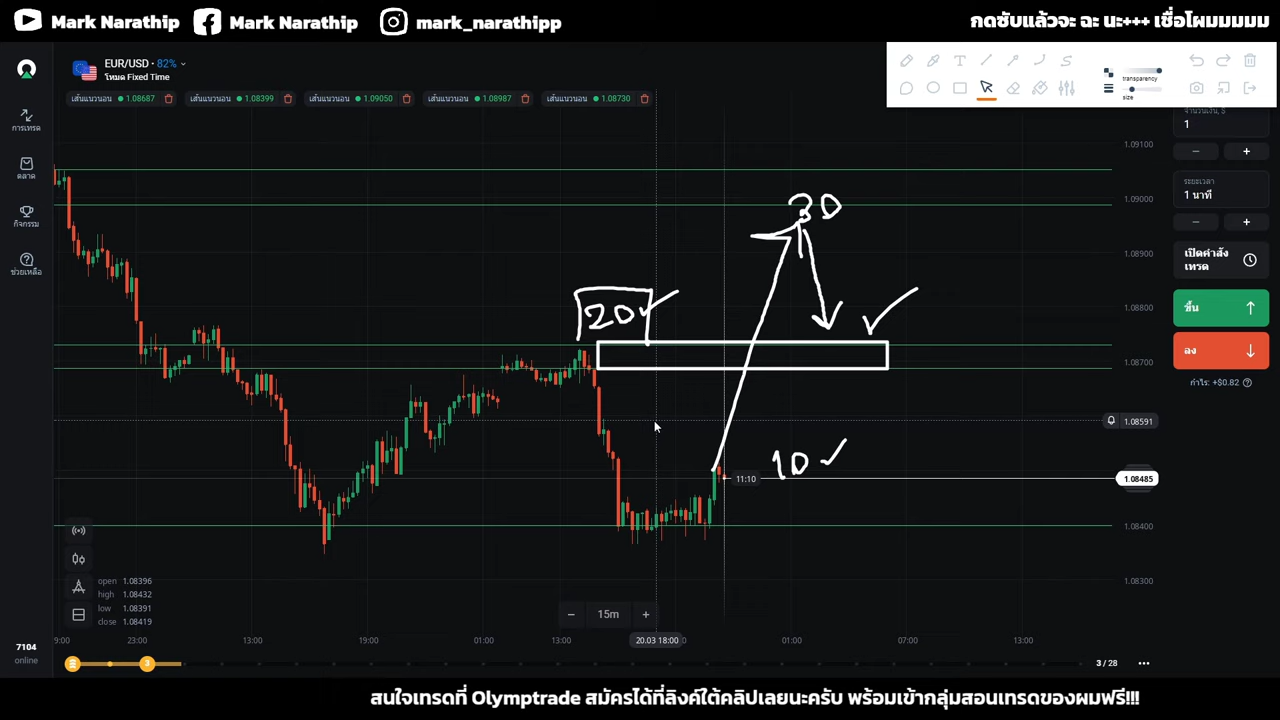 Mark Narathip Mark Narathip mark_narathipp กดซับแล้วจะ ฉะ นะ+++ เชื่อโผมมมมม
EUR/USD · 82%
โหมด Fixed Time
เส้นแนวนอน 1.08687 เส้นแนวนอน 1.08399 เส้นแนวนอน 1.09050 เส้นแนวนอน 1.08987 เส้นแนวนอน 1.08730
transparency
size
การเทรด
ตลาด
กิจกรรม
ช่วยเหลือ
จำนวนเงิน, $
1
ระยะเวลา
1 นาที
เปิดคำสั่ง
เทรด
ขึ้น
ลง
กำไร: +$0.82
1.09100
1.09000
1.08900
1.08800
1.08700
1.08591
1.08485
1.08400
1.08300
30
20
10
11:10
open 1.08396
high 1.08432
low 1.08391
close 1.08419
15m
9:00 23:00 13:00 19:00 01:00 13:00 20.03 18:00 01:00 07:00 13:00
7104
online
3
3 / 28
สนใจเทรดที่ Olymptrade สมัครได้ที่ลิงค์ใต้คลิปเลยนะครับ พร้อมเข้ากลุ่มสอนเทรดของผมฟรี!!!